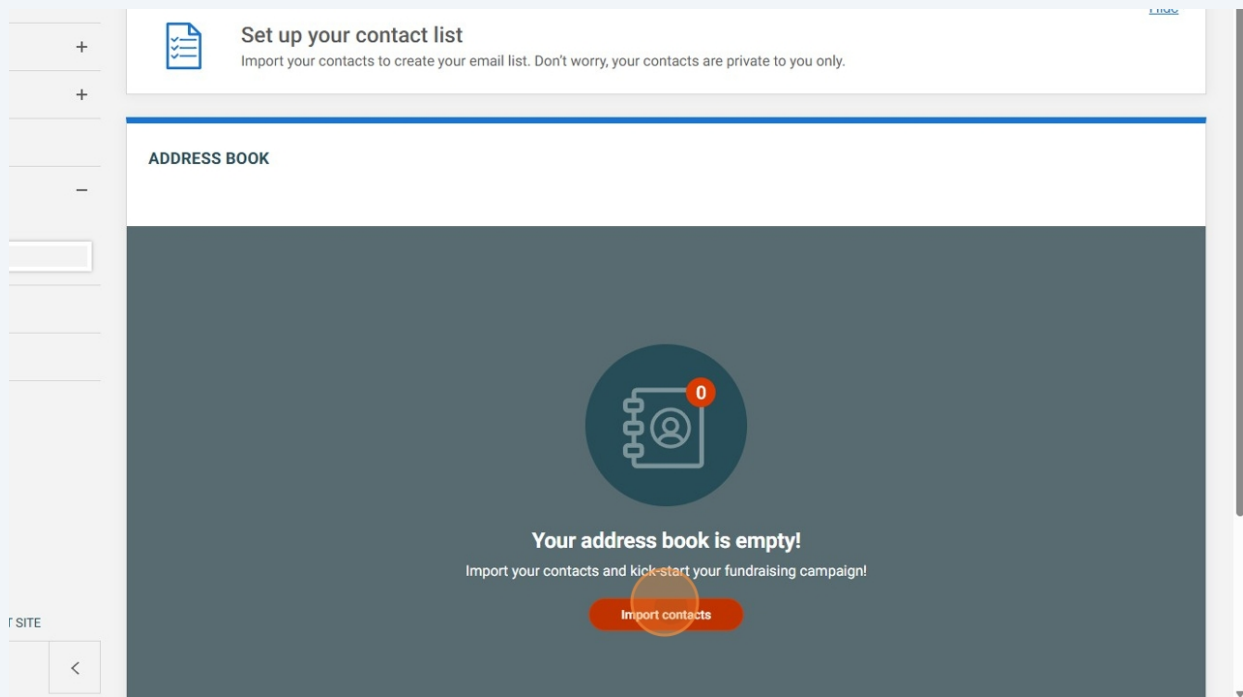 Set up your contact list
Import your contacts to create your email list. Don't worry, your contacts are private to you only.
ADDRESS BOOK
0
Your address book is empty!
Import your contacts and kick-start your fundraising campaign!
Import contacts
SITE